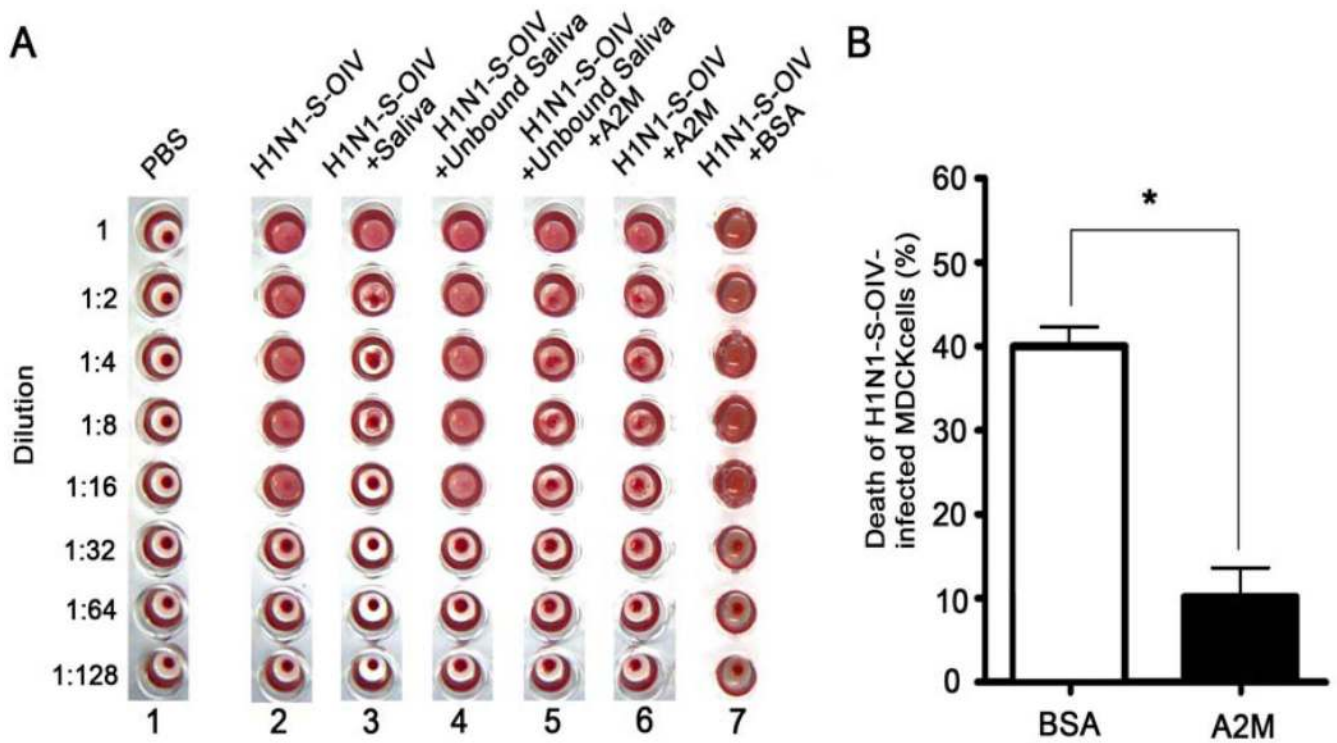 A
PBS
H1N1-S-OIV
H1N1-S-OIV
+Saliva
H1N1-S-OIV
+Unbound Saliva
H1N1-S-OIV
+Unbound Saliva
+A2M
H1N1-S-OIV
+A2M
H1N1-S-OIV
+BSA
Dilution
1
1:2
1:4
1:8
1:16
1:32
1:64
1:128
1 2 3 4 5 6 7
B
Death of H1N1-S-OIV-
infected MDCKcells (%)
60
50
40
30
20
10
0
*
BSA A2M